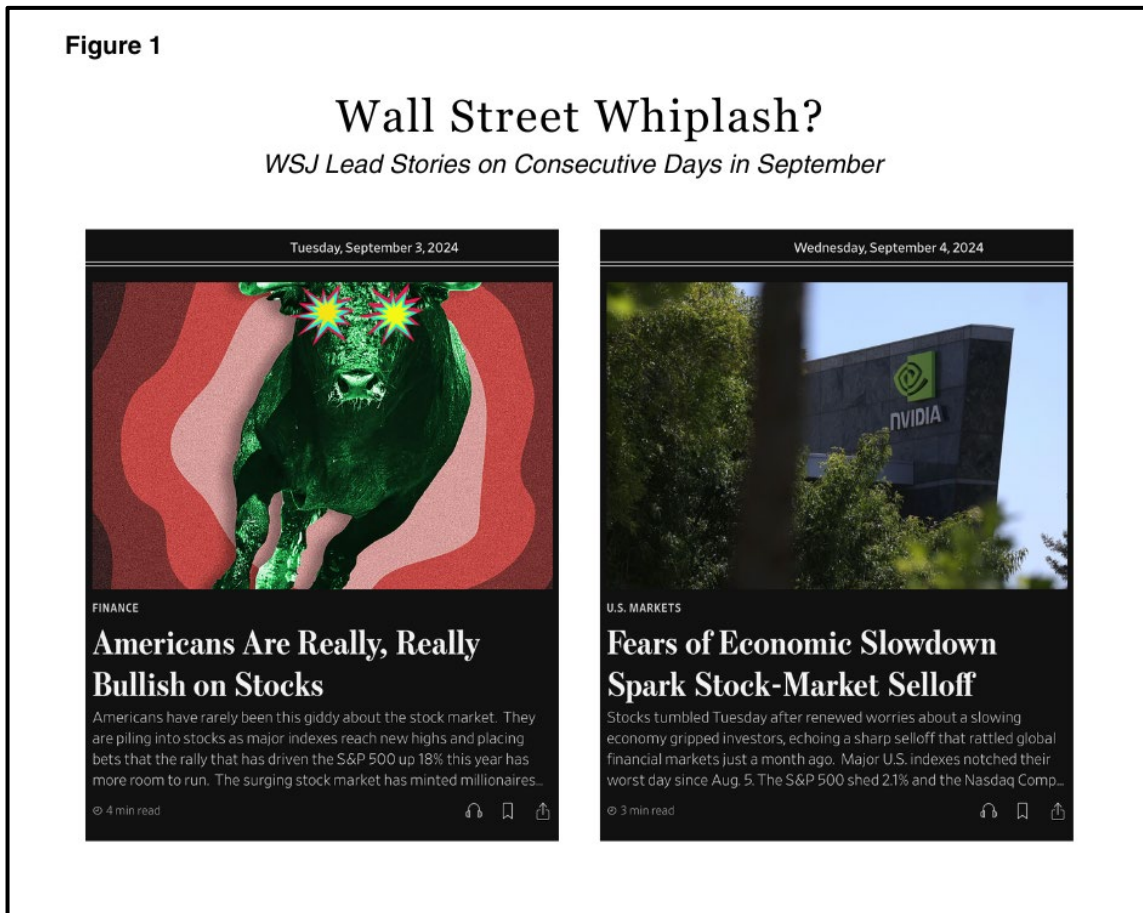 Figure 1
Wall Street Whiplash?
WSJ Lead Stories on Consecutive Days in September
Tuesday, September 3, 2024
FINANCE
Americans Are Really, Really
Bullish on Stocks
Americans have rarely been this giddy about the stock market. They
are piling into stocks as major indexes reach new highs and placing
bets that the rally that has driven the S&P 500 up 18% this year has
more room to run. The surging stock market has minted millionaires...
4 min read
Wednesday, September 4, 2024
NVIDIA
U.S. MARKETS
Fears of Economic Slowdown
Spark Stock-Market Selloff
Stocks tumbled Tuesday after renewed worries about a slowing
economy gripped investors, echoing a sharp selloff that rattled global
financial markets just a month ago. Major U.S. indexes notched their
worst day since Aug. 5. The S&P 500 shed 2.1% and the Nasdaq Comp...
3 min read